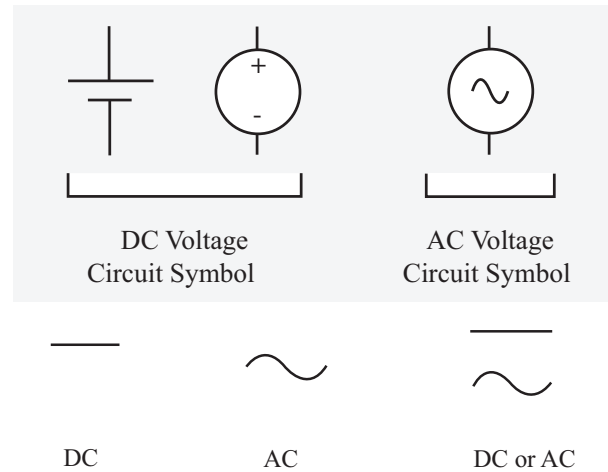 +
-
DC Voltage
Circuit Symbol
AC Voltage
Circuit Symbol
DC
AC
DC or AC